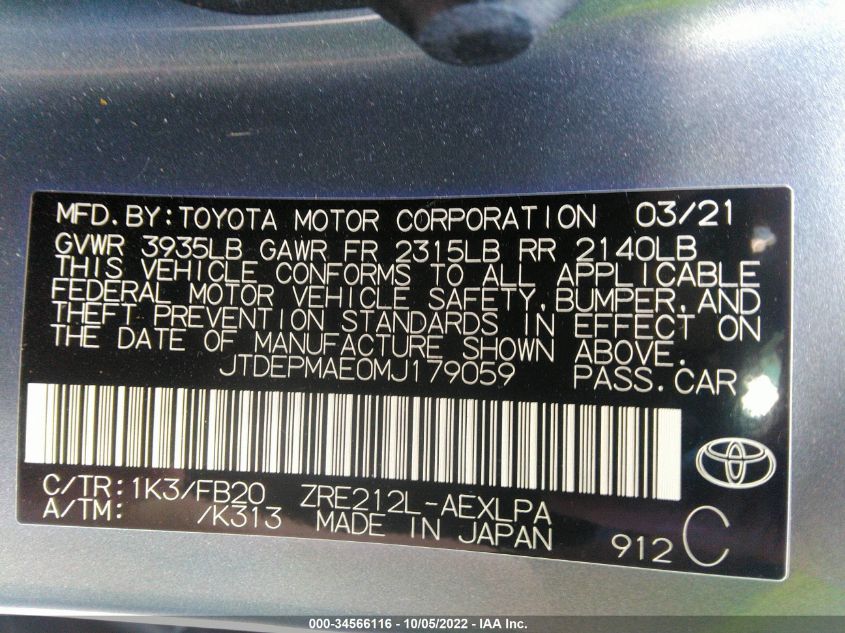 MFD. BY: TOYOTA MOTOR CORPORATION 03/21
GVWR 3935LB GAWR FR 2315LB RR 2140LB
THIS VEHICLE CONFORMS TO ALL APPLICABLE
FEDERAL MOTOR VEHICLE SAFETY, BUMPER, AND
THEFT PREVENTION STANDARDS IN EFFECT ON
THE DATE OF MANUFACTURE SHOWN ABOVE.
JTDEPMAE0MJ179059 PASS. CAR
C/TR: 1K3/FB20 ZRE212L-AEXLPA
A/TM: /K313 MADE IN JAPAN 912 C
000-34566116 - 10/05/2022 - IAA Inc.